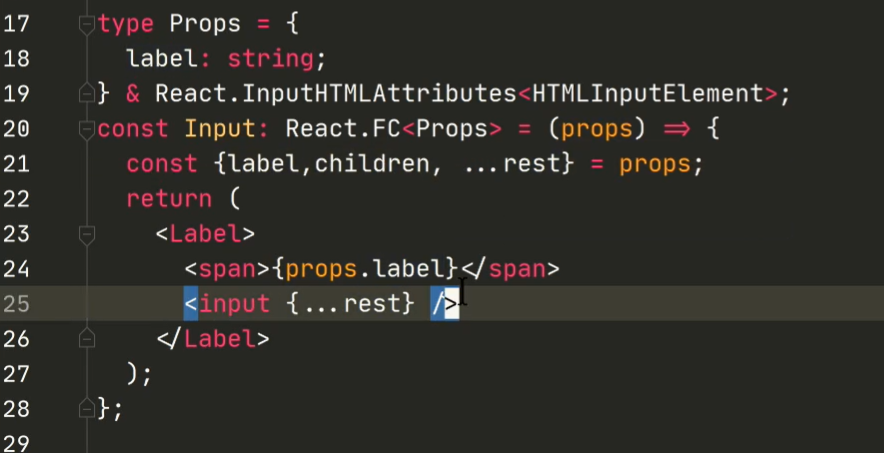 17 type Props = {
18   label: string;
19 } & React.InputHTMLAttributes<HTMLInputElement>;
20 const Input: React.FC<Props> = (props) => {
21   const {label,children, ...rest} = props;
22   return (
23     <Label>
24       <span>{props.label}</span>
25       <input {...rest} />
26     </Label>
27   );
28 };
29